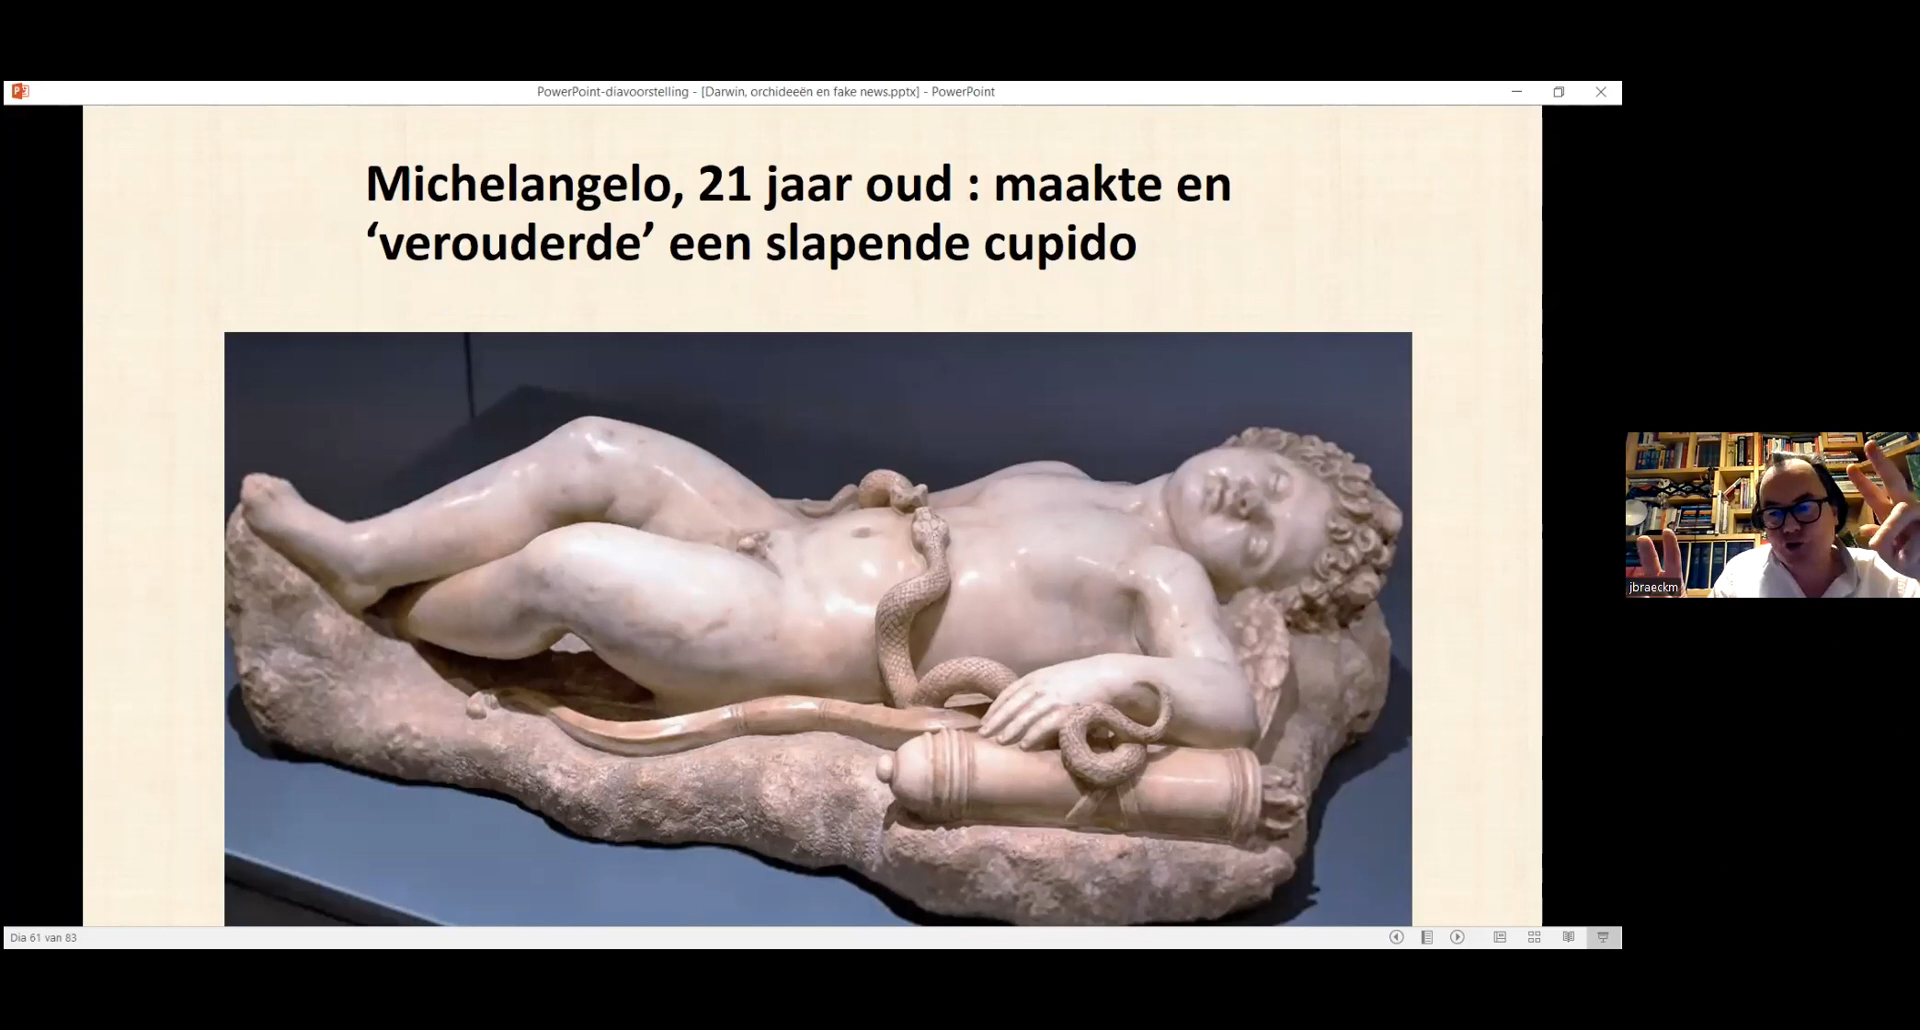 PowerPoint-diavoorstelling - [Darwin, orchideeën en fake news.pptx] - PowerPoint
Michelangelo, 21 jaar oud : maakte en
‘verouderde’ een slapende cupido
jbraeckm
Dia 61 van 83